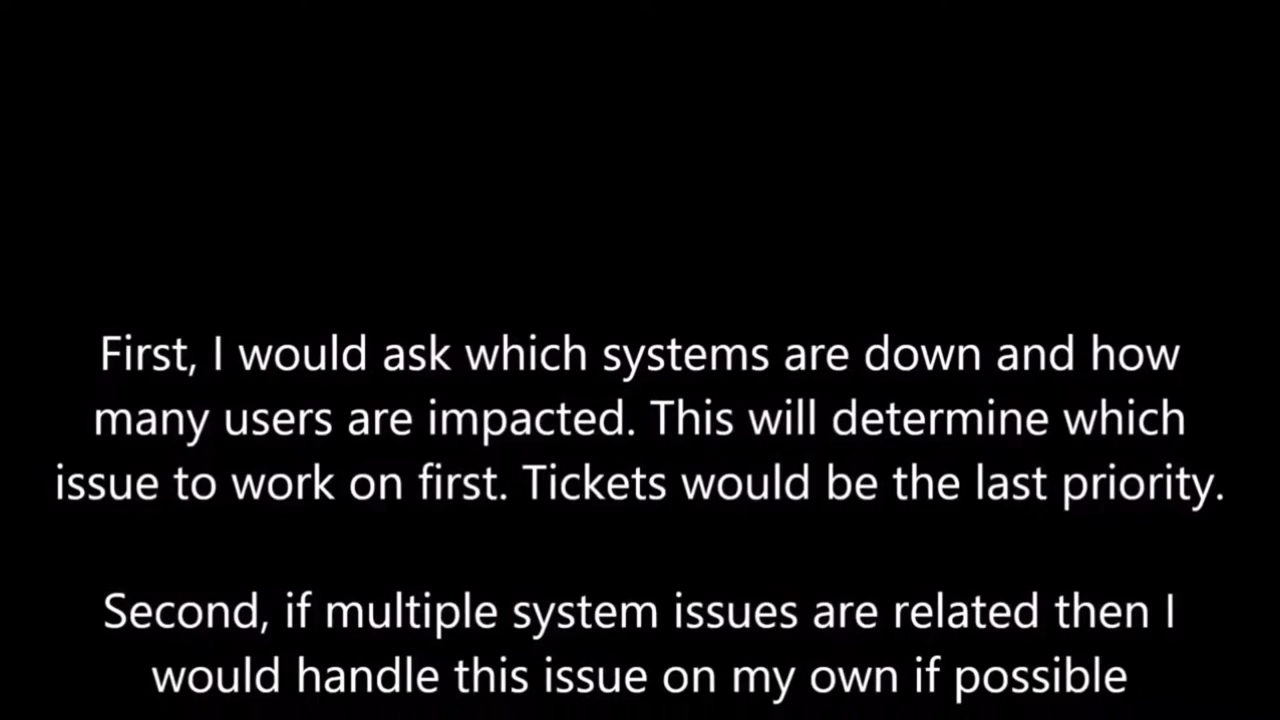 First, I would ask which systems are down and how
many users are impacted. This will determine which
issue to work on first. Tickets would be the last priority.
Second, if multiple system issues are related then I
would handle this issue on my own if possible